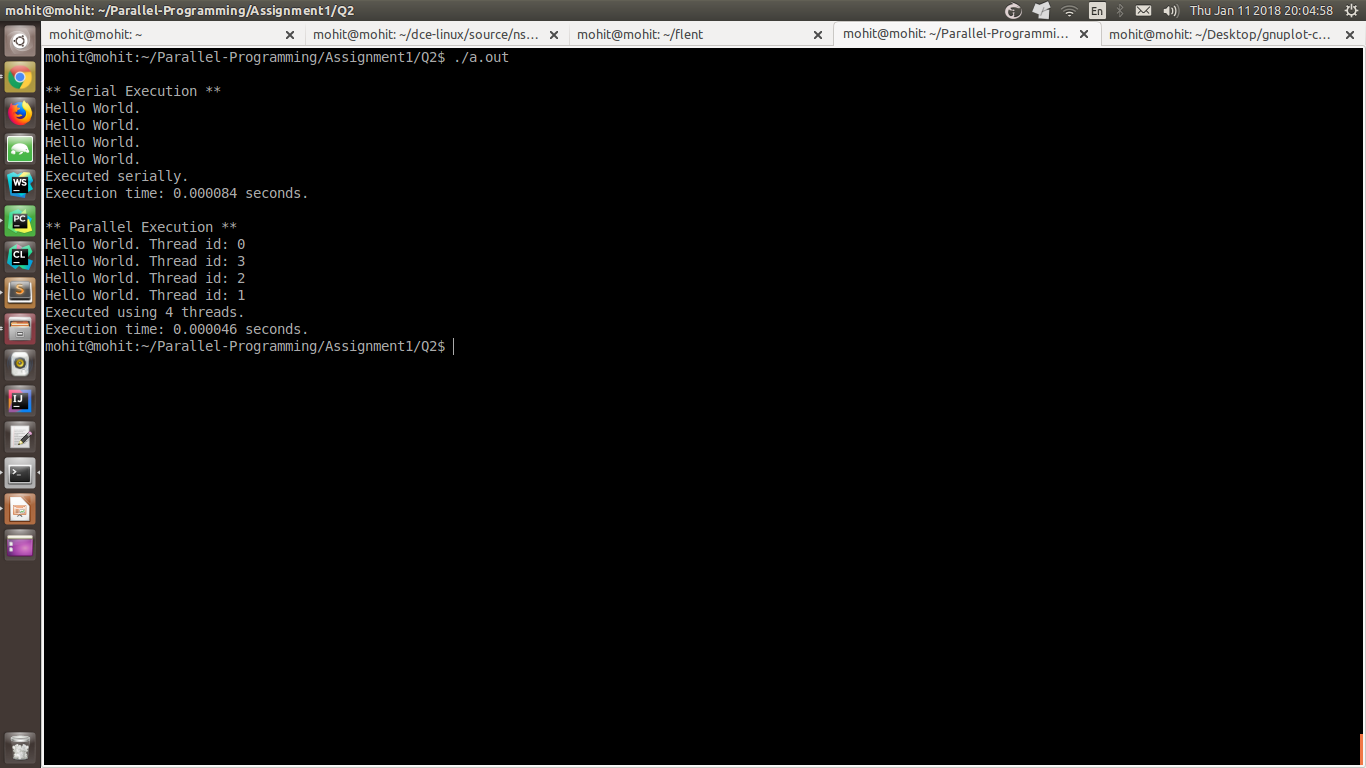 mohit@mohit: ~/Parallel-Programming/Assignment1/Q2
En
Thu Jan 11 2018 20:04:58
mohit@mohit: ~
mohit@mohit: ~/dce-linux/source/ns...
mohit@mohit: ~/flent
mohit@mohit: ~/Parallel-Programmi...
mohit@mohit: ~/Desktop/gnuplot-c...
mohit@mohit:~/Parallel-Programming/Assignment1/Q2$ ./a.out
** Serial Execution **
Hello World.
Hello World.
Hello World.
Hello World.
Executed serially.
Execution time: 0.000084 seconds.
** Parallel Execution **
Hello World. Thread id: 0
Hello World. Thread id: 3
Hello World. Thread id: 2
Hello World. Thread id: 1
Executed using 4 threads.
Execution time: 0.000046 seconds.
mohit@mohit:~/Parallel-Programming/Assignment1/Q2$
WS
PC
CL
S
IJ